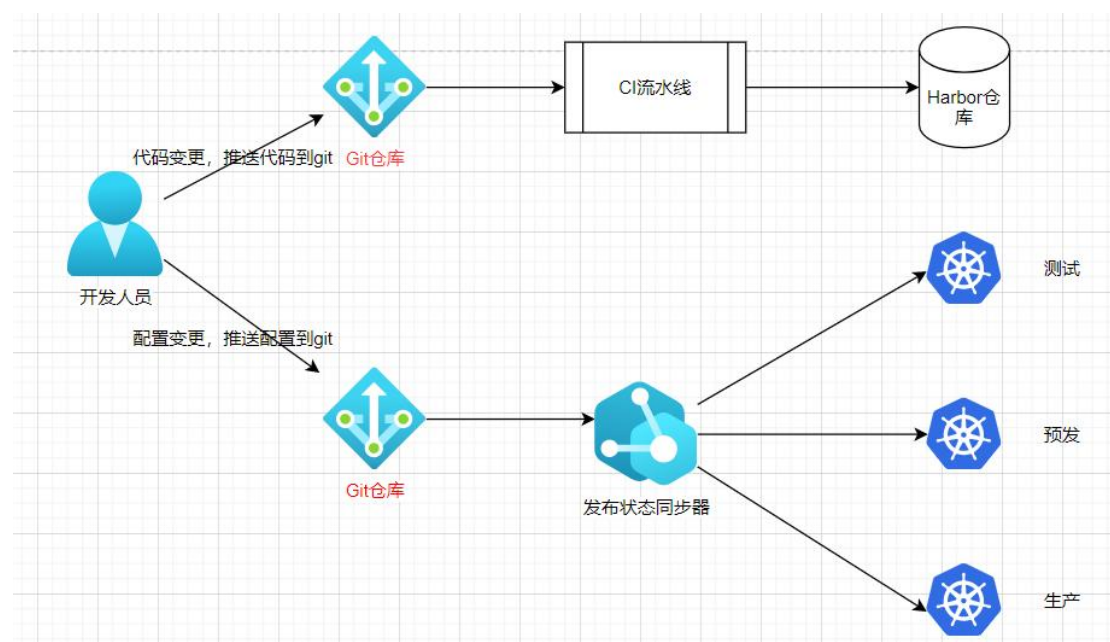 CI流水线
Harbor仓
库
代码变更，推送代码到git
Git仓库
测试
开发人员
配置变更，推送配置到git
预发
Git仓库
发布状态同步器
生产